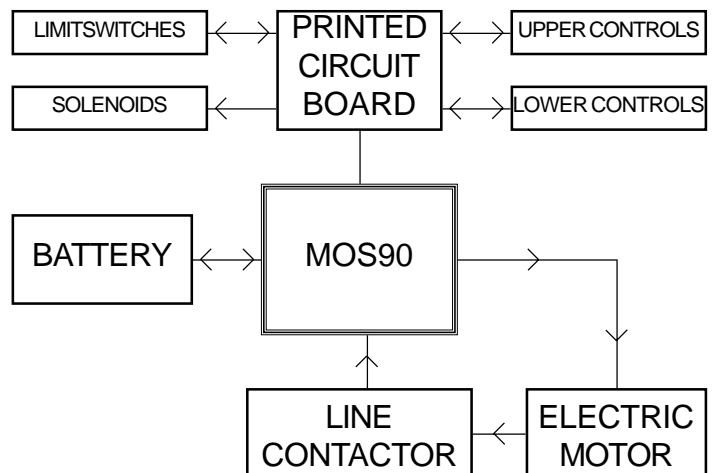 LIMITSWITCHES
PRINTED
CIRCUIT
BOARD
UPPER CONTROLS
SOLENOIDS
LOWER CONTROLS
BATTERY
MOS90
LINE
CONTACTOR
ELECTRIC
MOTOR